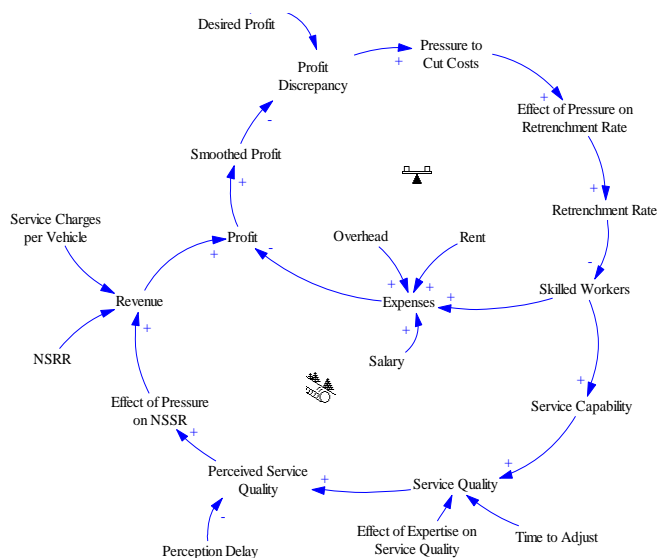 Desired Profit
Profit
Discrepancy
+
Pressure to
Cut Costs
+
Effect of Pressure on
Retrenchment Rate
-
Smoothed Profit
+
Retrenchment Rate
+
Service Charges
per Vehicle
Profit
+
-
Overhead
Rent
-
Skilled Workers
Revenue
+
+
+
Expenses
+
+
NSRR
+
Salary
Effect of Pressure
on NSSR
+
+
Service Capability
Perceived Service
Quality
+
Service Quality
+
-
Perception Delay
Effect of Expertise on
Service Quality
Time to Adjust